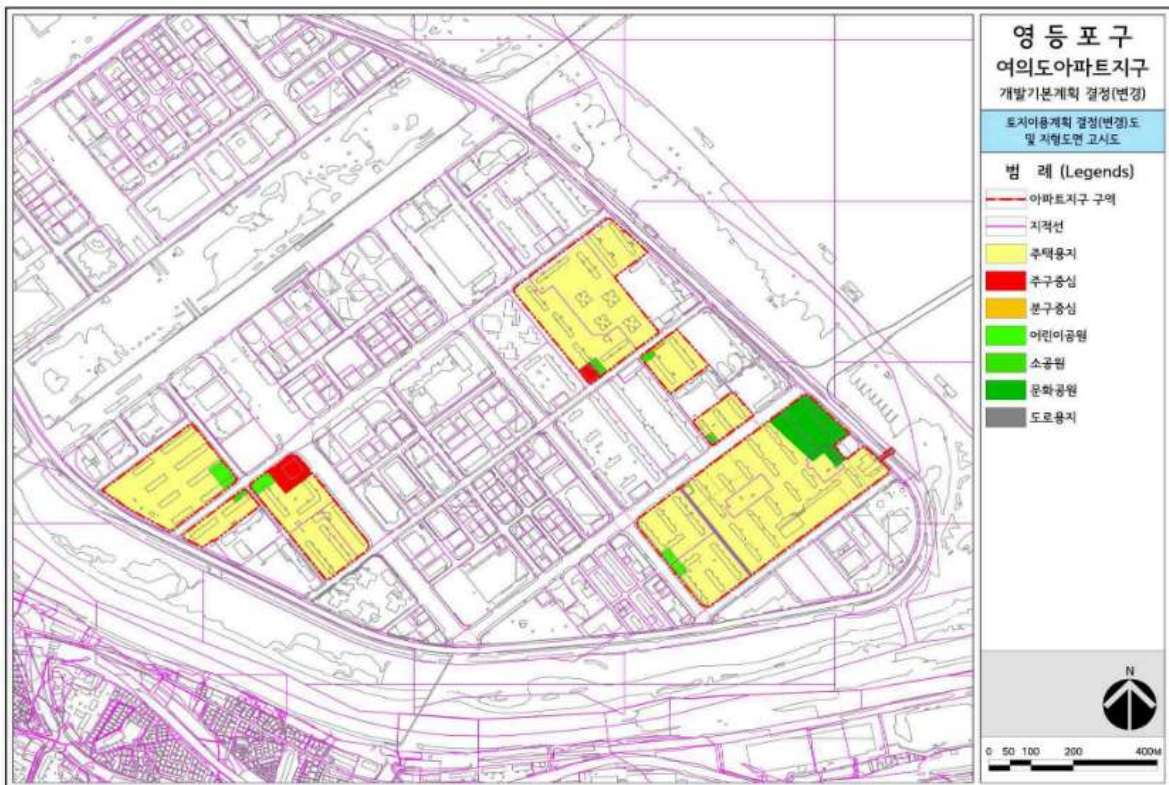 영등포구
여의도아파트지구
개발기본계획 결정(변경)
토지이용계획 결정(변경)도
및 지형도면 고시도
범 례 (Legends)
아파트지구 구역
지적선
주택용지
주구중심
분구중심
어린이공원
소공원
문화공원
도로용지
N
0 50 100 200 400M